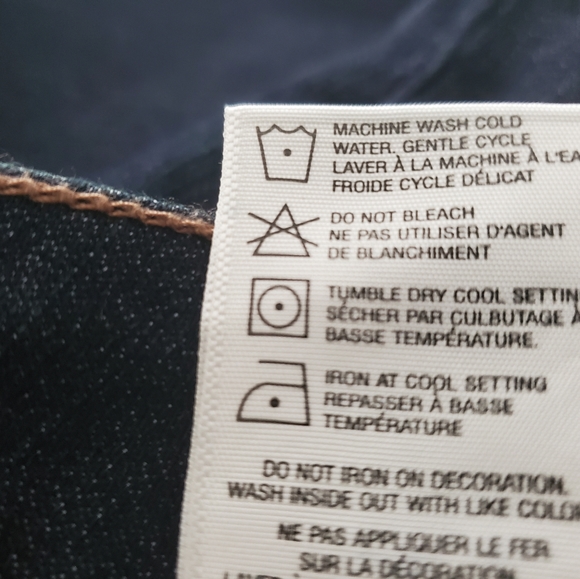 MACHINE WASH COLD
WATER. GENTLE CYCLE
LAVER À LA MACHINE À L'EA
FROIDE CYCLE DÉLICAT
DO NOT BLEACH
NE PAS UTILISER D'AGENT
DE BLANCHIMENT
TUMBLE DRY COOL SETTIN
SÉCHER PAR CULBUTAGE À
BASSE TEMPÉRATURE.
IRON AT COOL SETTING
REPASSER À BASSE
TEMPÉRATURE
DO NOT IRON ON DECORATION.
WASH INSIDE OUT WITH LIKE COLO
NE PAS APPLIQUER LE FER
SUR LA DÉCORATION.